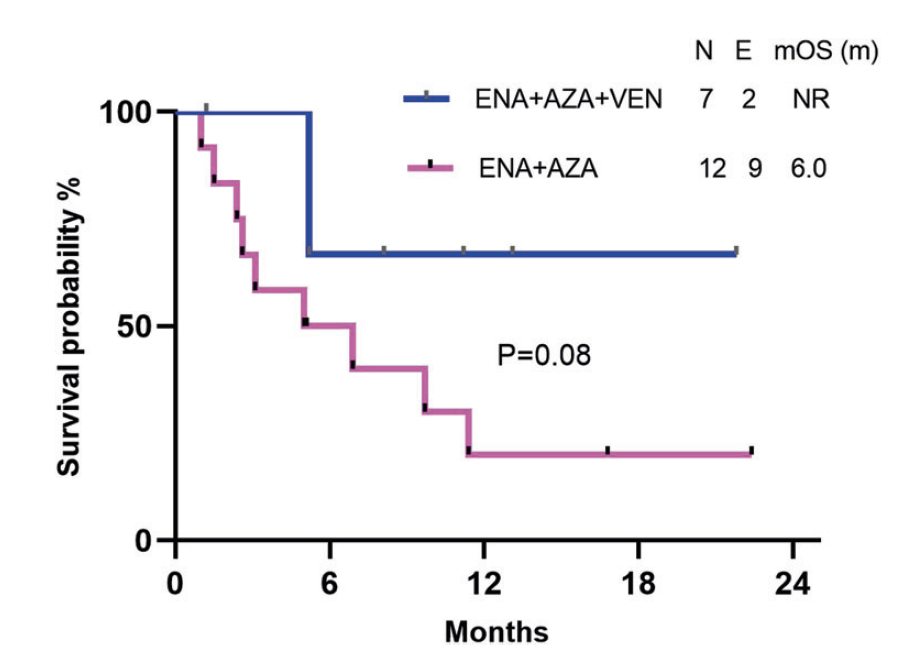 N E mOS (m)
ENA+AZA+VEN 7 2 NR
ENA+AZA 12 9 6.0
Survival probability %
100
50
0
P=0.08
0 6 12 18 24
Months